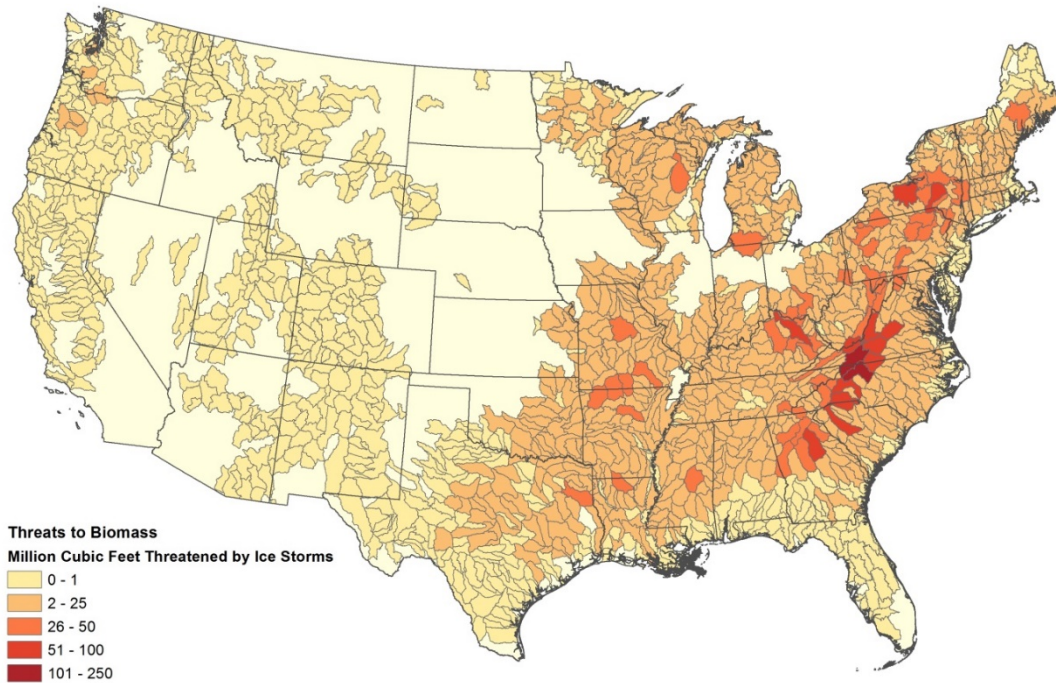 Threats to Biomass
Million Cubic Feet Threatened by Ice Storms
0 - 1
2 - 25
26 - 50
51 - 100
101 - 250